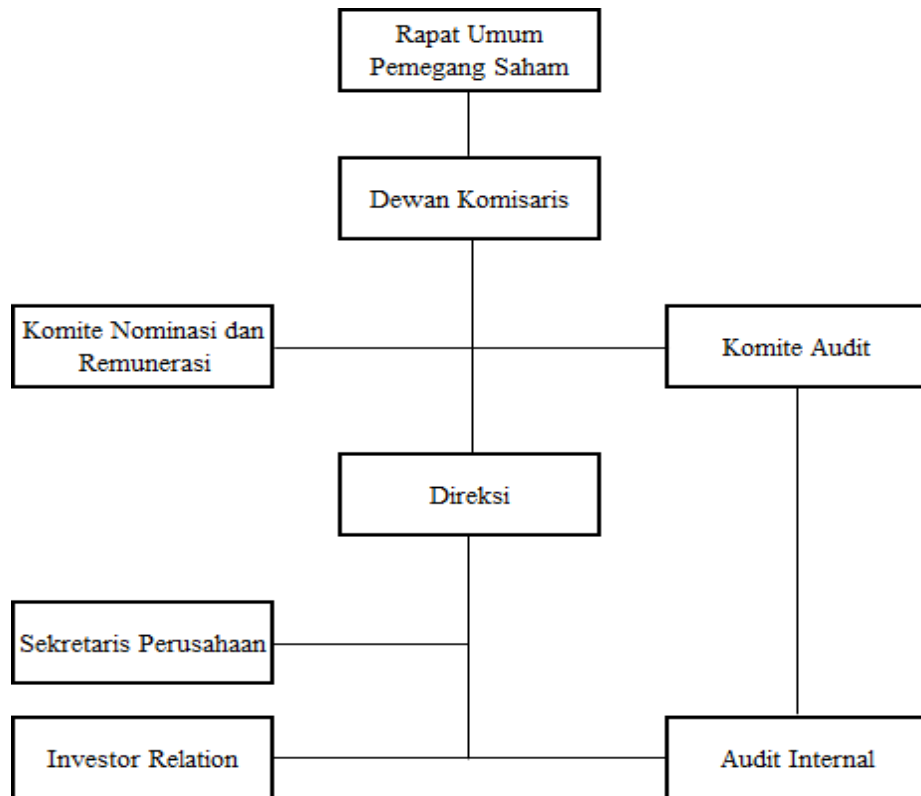 Rapat Umum
Pemegang Saham
Dewan Komisaris
Komite Nominasi dan
Remunerasi
Komite Audit
Direksi
Sekretaris Perusahaan
Investor Relation
Audit Internal